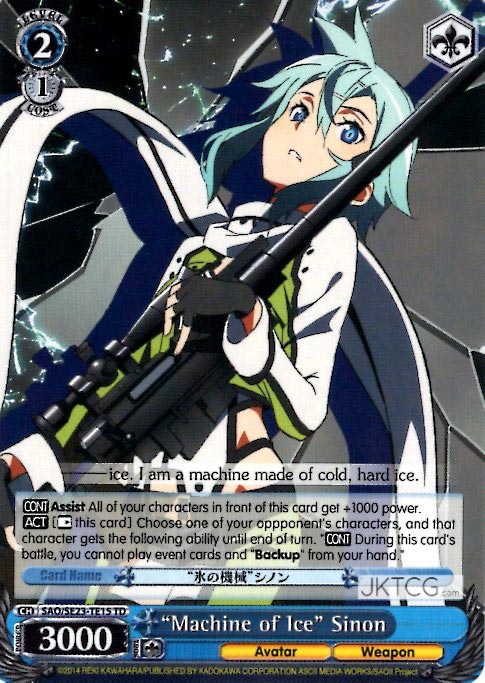 LEVEL
2
1
COST
ice. I am a machine made of cold, hard ice.
CONT Assist All of your characters in front of this card get +1000 power.
ACT [ this card] Choose one of your oppponent's characters, and that
character gets the following ability until end of turn. "CONT During this card's
battle, you cannot play event cards and "Backup" from your hand."
Card Name "氷の機械"シノン
JKTCG.com
CH SAO/SE23-TE15 TD
POWER 3000 SOUL "Machine of Ice" Sinon
Avatar Weapon
©2014 REKI KAWAHARA/PUBLISHED BY KADOKAWA CORPORATION ASCII MEDIA WORKS/SAOII Project